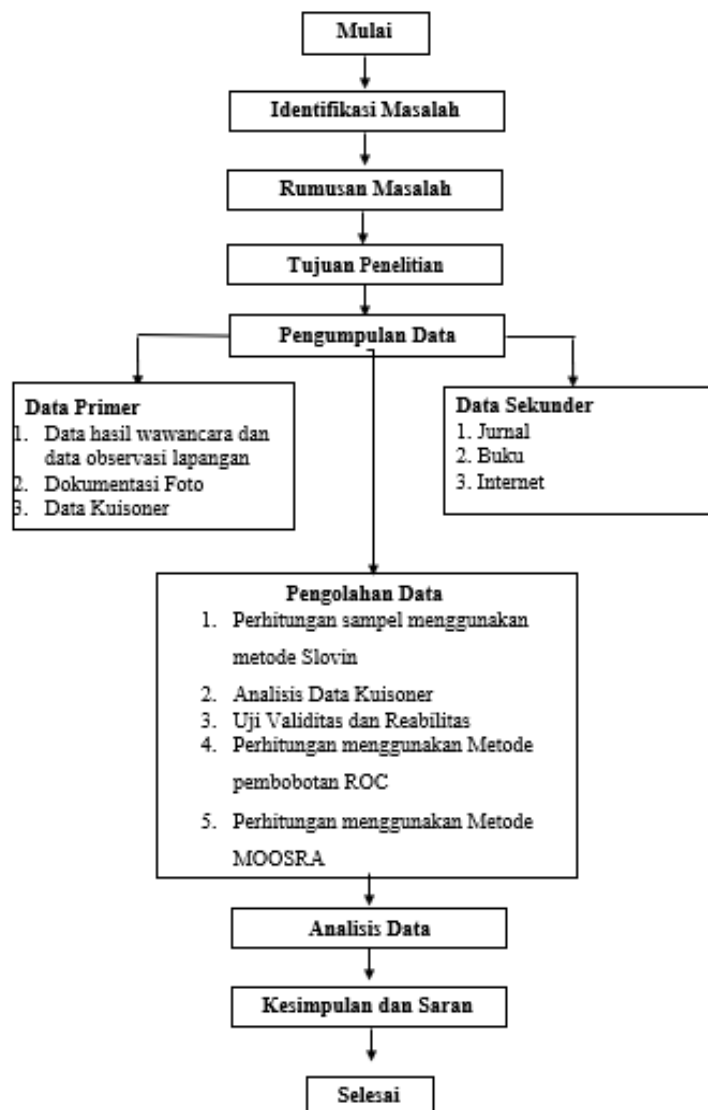 Mulai
Identifikasi Masalah
Rumusan Masalah
Tujuan Penelitian
Pengumpulan Data
Data Primer
1. Data hasil wawancara dan
data observasi lapangan
2. Dokumentasi Foto
3. Data Kuisoner
Data Sekunder
1. Jurnal
2. Buku
3. Internet
Pengolahan Data
1. Perhitungan sampel menggunakan
metode Slovin
2. Analisis Data Kuisoner
3. Uji Validitas dan Reabilitas
4. Perhitungan menggunakan Metode
pembobotan ROC
5. Perhitungan menggunakan Metode
MOOSRA
Analisis Data
Kesimpulan dan Saran
Selesai